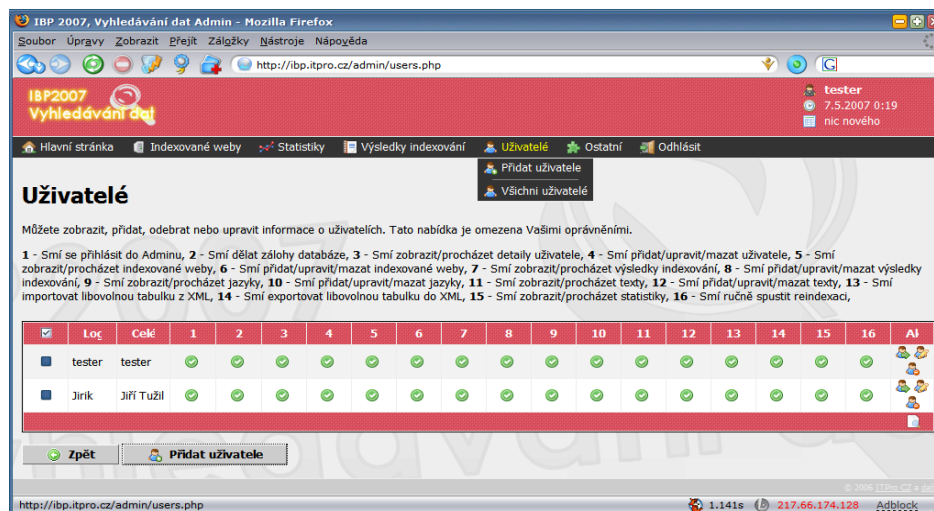 IBP 2007, Vyhledávání dat Admin - Mozilla Firefox
Soubor Úpravy Zobrazit Přejít Záložky Nástroje Nápověda
http://ibp.itpro.cz/admin/users.php
G
IBP2007
Vyhledávání dat
tester
7.5.2007 0:19
nic nového
Hlavní stránka Indexované weby Statistiky Výsledky indexování Uživatelé Ostatní Odhlásit
Přidat uživatele
Všichni uživatelé
Uživatelé
Můžete zobrazit, přidat, odebrat nebo upravit informace o uživatelích. Tato nabídka je omezena Vašimi oprávněními.
1 - Smí se přihlásit do Adminu, 2 - Smí dělat zálohy databáze, 3 - Smí zobrazit/procházet detaily uživatele, 4 - Smí přidat/upravit/mazat uživatele, 5 - Smí
zobrazit/procházet indexované weby, 6 - Smí přidat/upravit/mazat indexované weby, 7 - Smí zobrazit/procházet výsledky indexování, 8 - Smí přidat/upravit/mazat výsledky
indexování, 9 - Smí zobrazit/procházet jazyky, 10 - Smí přidat/upravit/mazat jazyky, 11 - Smí zobrazit/procházet texty, 12 - Smí přidat/upravit/mazat texty, 13 - Smí
importovat libovolnou tabulku z XML, 14 - Smí exportovat libovolnou tabulku do XML, 15 - Smí zobrazit/procházet statistiky, 16 - Smí ručně spustit reindexaci,
Log Celé 1 2 3 4 5 6 7 8 9 10 11 12 13 14 15 16 Ak
tester tester
Jirik Jiří Tužil
Zpět Přidat uživatele
© 2006 ITPro CZ a
http://ibp.itpro.cz/admin/users.php 1.141s 217.66.174.128 Adblock